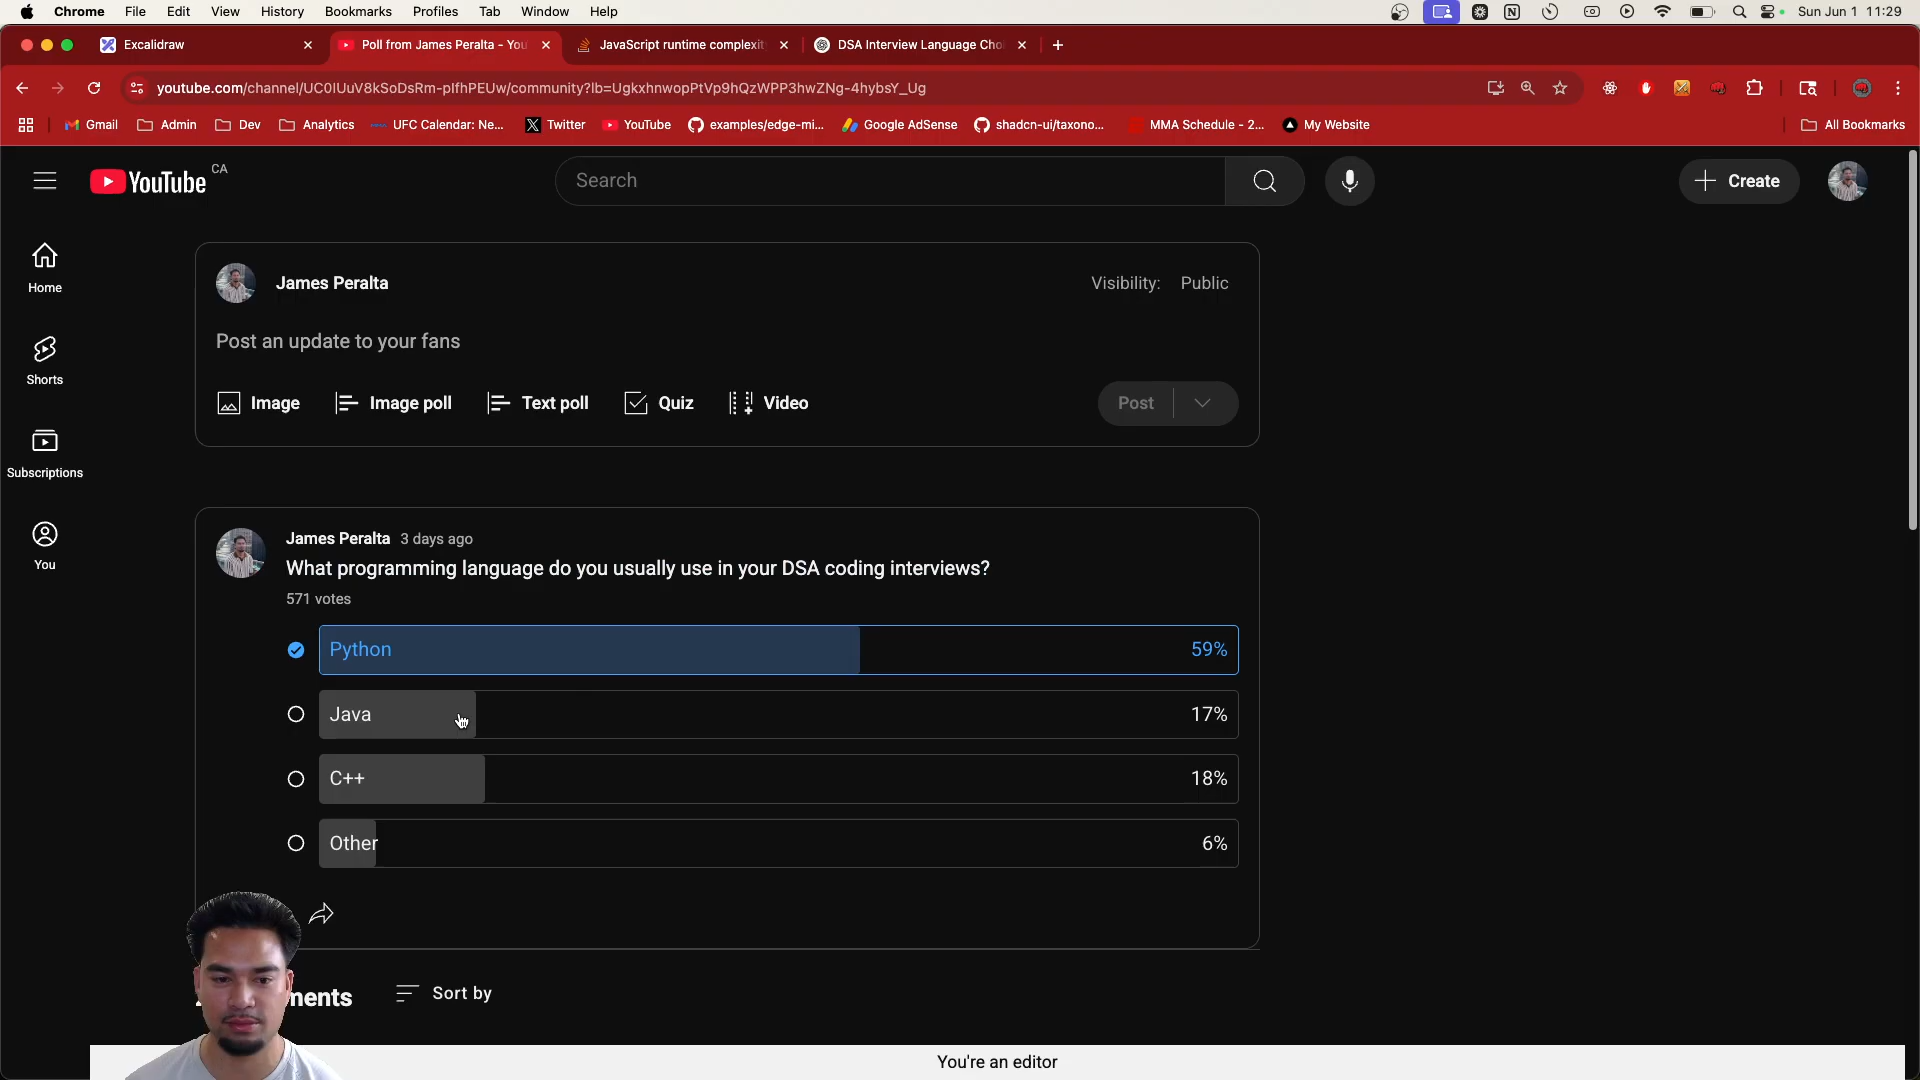 Chrome File Edit View History Bookmarks Profiles Tab Window Help Sun Jun 1 11:29
Excalidraw Poll from James Peralta - You JavaScript runtime complexit DSA Interview Language Cho
youtube.com/channel/UC0IUuV8kSoDsRm-pIfhPEUw/community?lb=UgkxhnwopPtVp9hQzWPP3hwZNg-4hybsY_Ug
Gmail Admin Dev Analytics UFC Calendar: Ne... Twitter YouTube examples/edge-mi... Google AdSense shadcn-ui/taxono... MMA Schedule - 2... My Website All Bookmarks
YouTube CA
Search
Create
Home
Shorts
Subscriptions
You
James Peralta
Visibility: Public
Post an update to your fans
Image Image poll Text poll Quiz Video Post
James Peralta 3 days ago
What programming language do you usually use in your DSA coding interviews?
571 votes
Python 59%
Java 17%
C++ 18%
Other 6%
Sort by
You're an editor